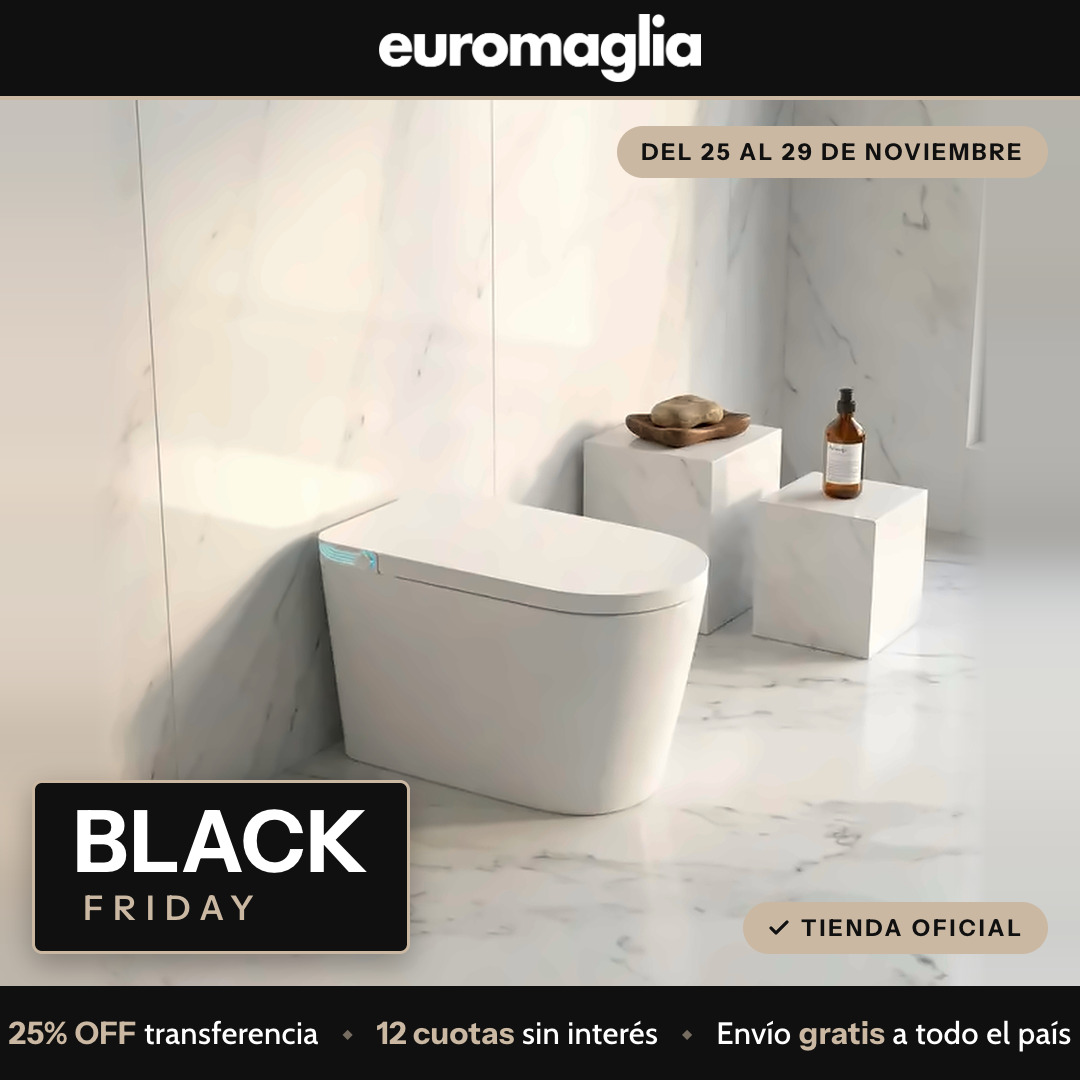 euromaglia
DEL 25 AL 29 DE NOVIEMBRE
BLACK
FRIDAY
✓ TIENDA OFICIAL
25% OFF transferencia ◆ 12 cuotas sin interés ◆ Envío gratis a todo el país